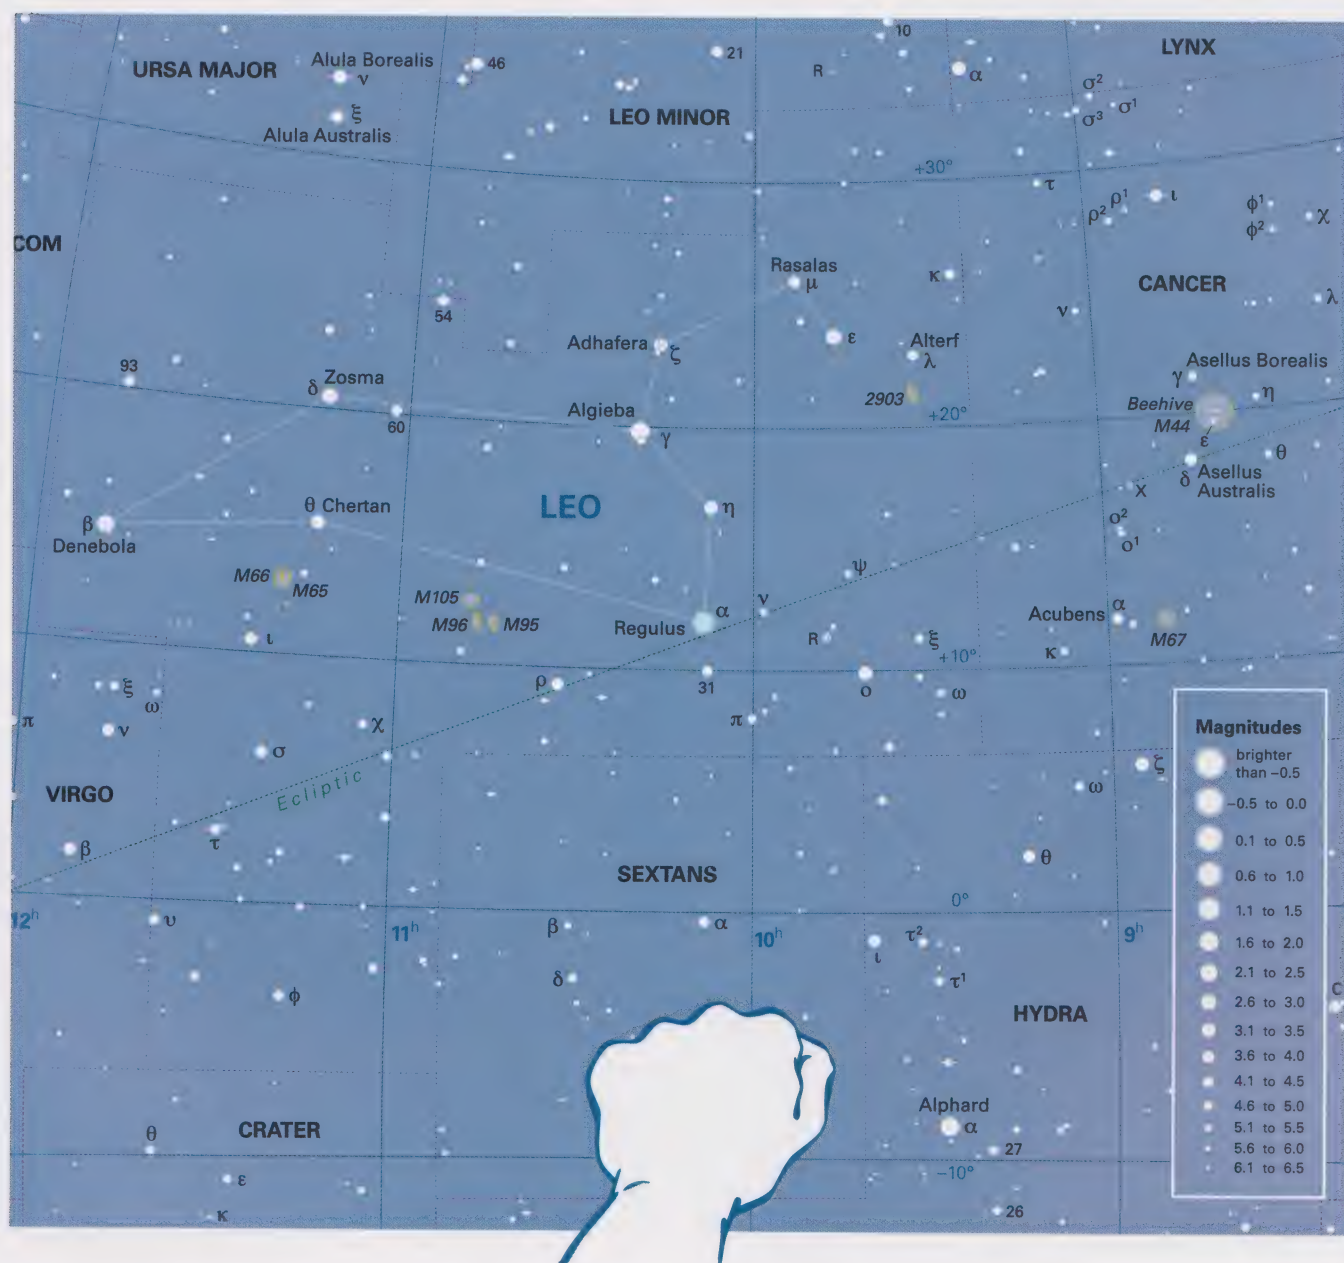 10
LYNX
URSA MAJOR
Alula Borealis
ν
46
21
R
α
σ²
σ³
σ¹
ξ
Alula Australis
LEO MINOR
+30°
τ
ρ²
ρ¹
ι
ϕ¹
ϕ²
χ
COM
Rasalas
μ
κ
CANCER
λ
54
ν
Adhafera
ζ
ε
Alterf
λ
93
δ
Zosma
60
Algieba
γ
2903
+20°
Asellus Borealis
γ
η
Beehive
M44
ε
θ
δ
Asellus
Australis
X
θ Chertan
LEO
η
β
Denebola
ο²
ο¹
ψ
M66
M65
M105
M96
M95
Regulus
α
ν
Acubens
α
M67
ι
R
ξ
+10°
κ
ρ
31
ο
ω
π
ξ
ω
π
ν
σ
χ
Ecliptic
VIRGO
β
τ
ζ
ω
θ
SEXTANS
0°
12ʰ
υ
11ʰ
β
α
10ʰ
ι
τ²
9ʰ
δ
τ¹
ϕ
HYDRA
C
Alphard
α
27
−10°
26
θ
CRATER
ε
κ
Magnitudes
brighter
than −0.5
−0.5 to 0.0
0.1 to 0.5
0.6 to 1.0
1.1 to 1.5
1.6 to 2.0
2.1 to 2.5
2.6 to 3.0
3.1 to 3.5
3.6 to 4.0
4.1 to 4.5
4.6 to 5.0
5.1 to 5.5
5.6 to 6.0
6.1 to 6.5